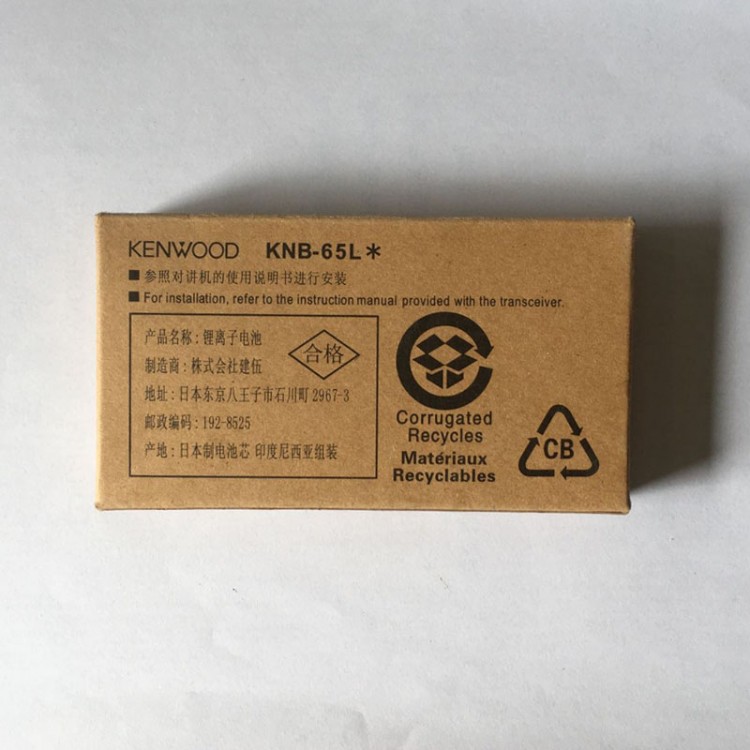 KENWOOD KNB-65L*
■ 参照对讲机的使用说明书进行安装
■ For installation, refer to the instruction manual provided with the transceiver.
产品名称：锂离子电池
制造商：株式会社建伍
地址：日本东京八王子市石川町 2967-3
邮政编码：192-8525
产地：日本制电池芯 印度尼西亚组装
合格
Corrugated
Recycles
Matériaux
Recyclables
CB